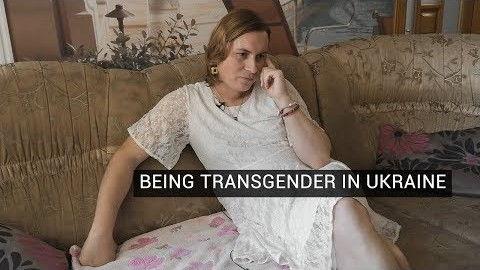 BEING TRANSGENDER IN UKRAINE